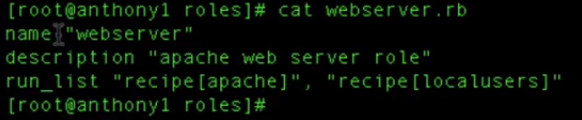 [root@anthony1 roles]# cat webserver.rb
name "webserver"
description "apache web server role"
run_list "recipe[apache]", "recipe[localusers]"
[root@anthony1 roles]#